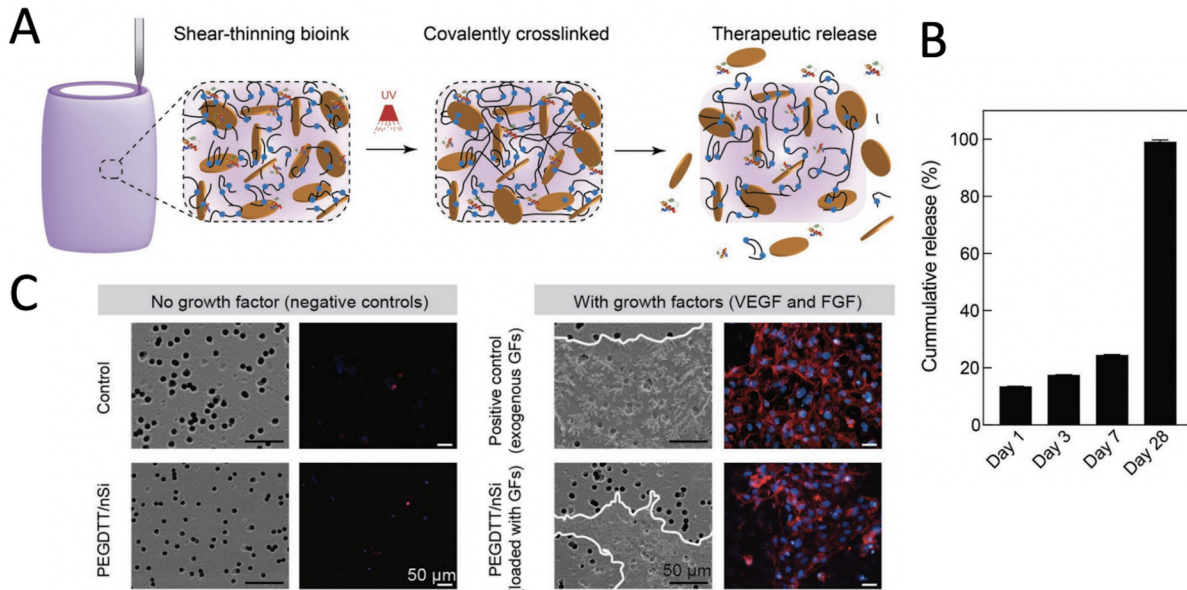 A
Shear-thinning bioink
Covalently crosslinked
Therapeutic release
UV
B
Cummulative release (%)
100
80
60
40
20
0
Day 1
Day 3
Day 7
Day 28
C
No growth factor (negative controls)
With growth factors (VEGF and FGF)
Control
Positive control
(exogenous GFs)
PEGDTT/nSi
50 µm
PEGDTT/nSi
(loaded with GFs)
50 µm